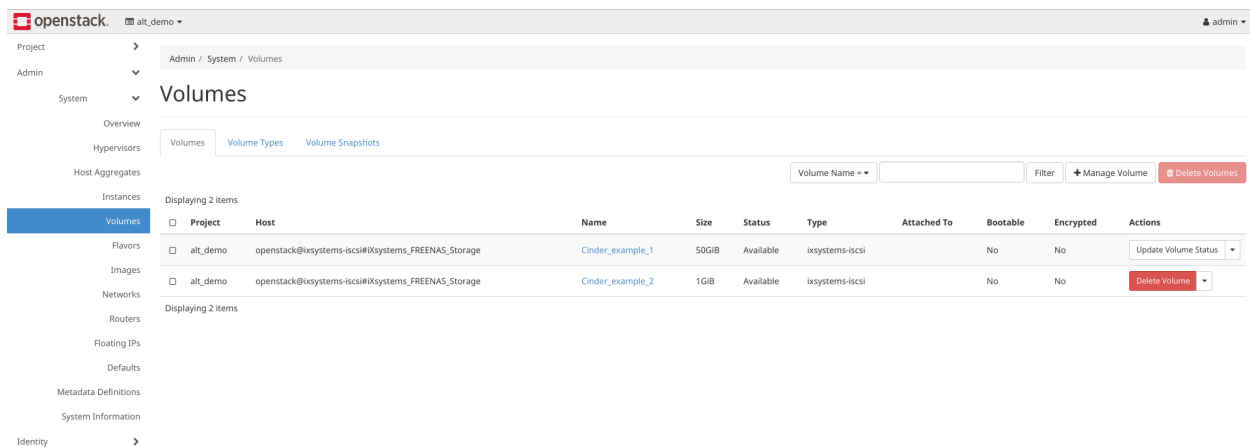 openstack. alt_demo admin
Project
Admin
System
Overview
Hypervisors
Host Aggregates
Instances
Volumes
Flavors
Images
Networks
Routers
Floating IPs
Defaults
Metadata Definitions
System Information
Identity
Admin / System / Volumes
Volumes
Volumes Volume Types Volume Snapshots
Volume Name = Filter + Manage Volume Delete Volumes
Displaying 2 items
Project Host Name Size Status Type Attached To Bootable Encrypted Actions
alt_demo openstack@ixsystems-iscsi#iXsystems_FREENAS_Storage Cinder_example_1 50GiB Available ixsystems-iscsi No No Update Volume Status
alt_demo openstack@ixsystems-iscsi#iXsystems_FREENAS_Storage Cinder_example_2 1GiB Available ixsystems-iscsi No No Delete Volume
Displaying 2 items